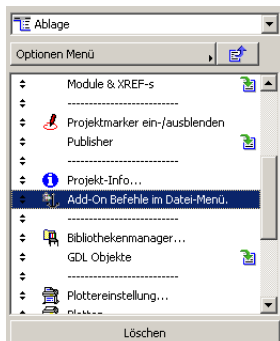 Ablage
Optionen Menü
Module & XREF-s
------------------------
Projektmarker ein-/ausblenden
Publisher
------------------------
Projekt-Info...
Add-On Befehle im Datei-Menü.
------------------------
Bibliothekenmanager...
GDL Objekte
------------------------
Plottereinstellung...
Plotten
Löschen